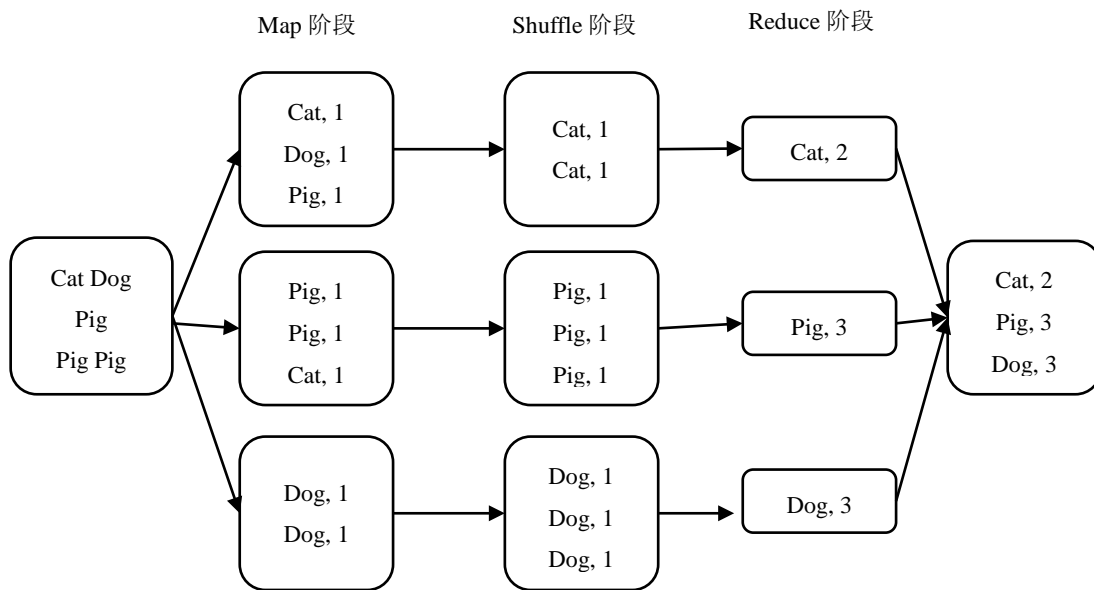 Map 阶段
Shuffle 阶段
Reduce 阶段
Cat Dog
Pig
Pig Pig
Cat, 1
Dog, 1
Pig, 1
Pig, 1
Pig, 1
Cat, 1
Dog, 1
Dog, 1
Cat, 1
Cat, 1
Pig, 1
Pig, 1
Pig, 1
Dog, 1
Dog, 1
Dog, 1
Cat, 2
Pig, 3
Dog, 3
Cat, 2
Pig, 3
Dog, 3